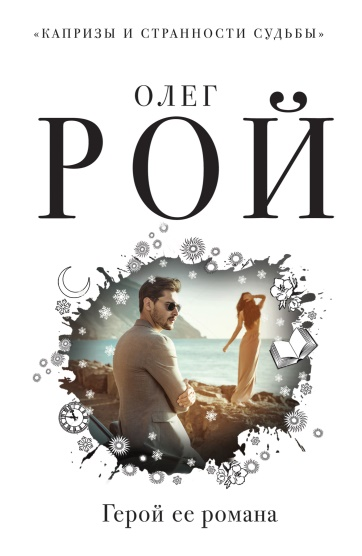 «КАПРИЗЫ И СТРАННОСТИ СУДЬБЫ»
ОЛЕГ
РОЙ
Герой ее романа